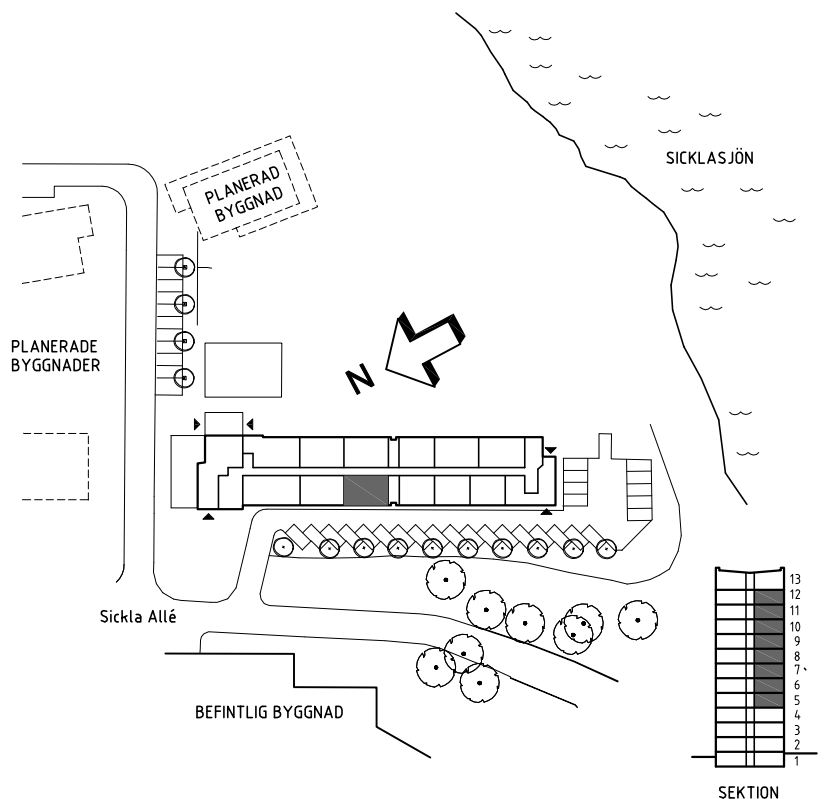 SICKLASJÖN
PLANERAD
BYGGNAD
PLANERADE
BYGGNADER
N
Sickla Allé
BEFINTLIG BYGGNAD
13
12
11
10
9
8
7
6
5
4
3
2
1
SEKTION